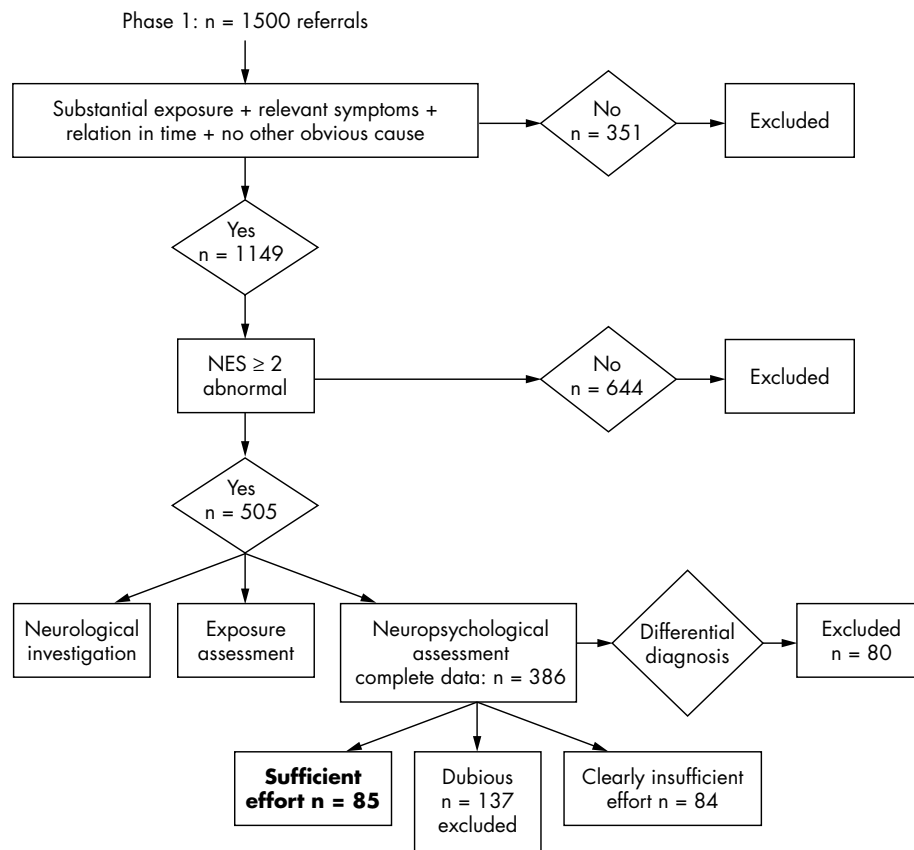 Phase 1: n = 1500 referrals
Substantial exposure + relevant symptoms +
relation in time + no other obvious cause
No
n = 351
Excluded
Yes
n = 1149
NES ≥ 2
abnormal
No
n = 644
Excluded
Yes
n = 505
Neurological
investigation
Exposure
assessment
Neuropsychological
assessment
complete data: n = 386
Differential
diagnosis
Excluded
n = 80
Sufficient
effort n = 85
Dubious
n = 137
excluded
Clearly insufficient
effort n = 84